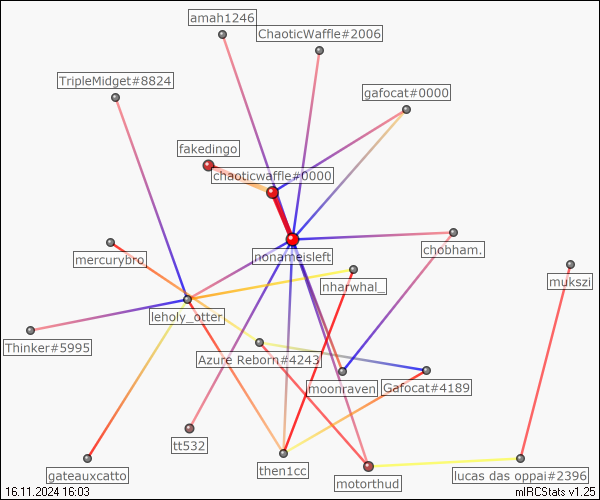 amah1246
ChaoticWaffle#2006
TripleMidget#8824
gafocat#0000
fakedingo
chaoticwaffle#0000
nonameisleft
chobham.
mercurybro
nharwhal_
mukszi
leholy_otter
Thinker#5995
Azure Reborn#4243
moonraven
Gafocat#4189
tt532
then1cc
gateauxcatto
motorthud
lucas das oppai#2396
16.11.2024 16:03
mIRCStats v1.25